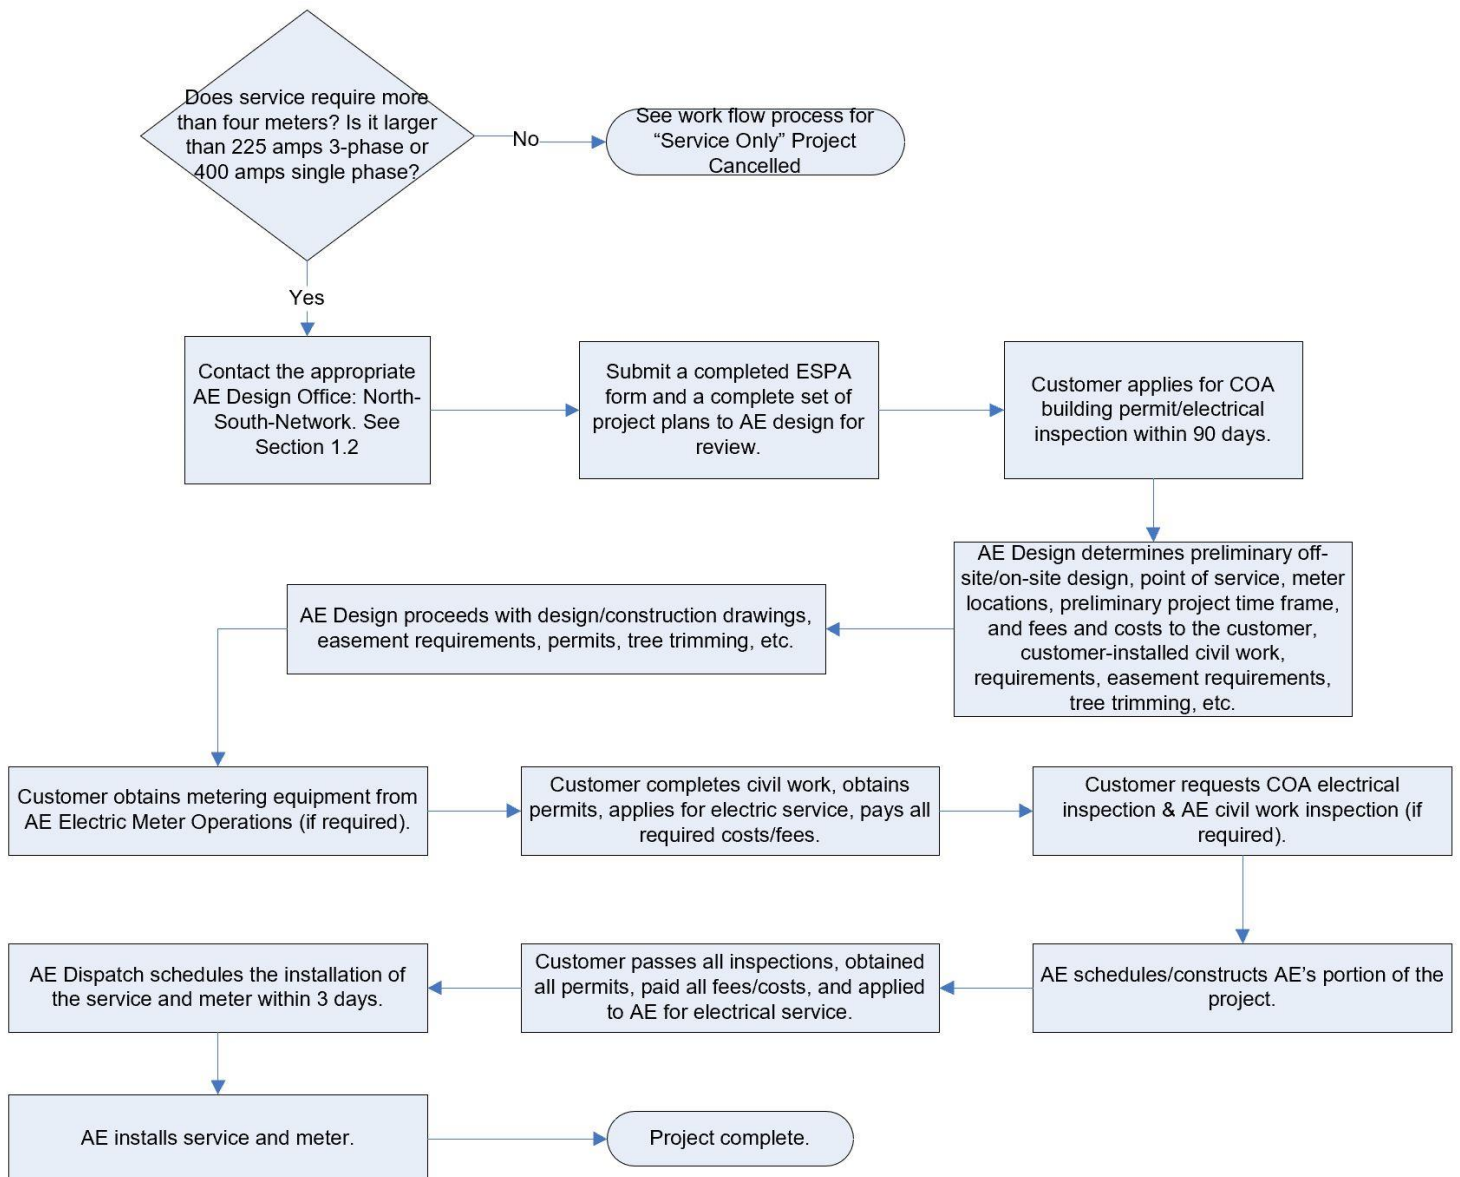 Does service require more
than four meters? Is it larger
than 225 amps 3-phase or
400 amps single phase?
No
See work flow process for
“Service Only” Project
Cancelled
Yes
Contact the appropriate
AE Design Office: North-
South-Network. See
Section 1.2
Submit a completed ESPA
form and a complete set of
project plans to AE design for
review.
Customer applies for COA
building permit/electrical
inspection within 90 days.
AE Design determines preliminary off-
site/on-site design, point of service, meter
locations, preliminary project time frame,
and fees and costs to the customer,
customer-installed civil work,
requirements, easement requirements,
tree trimming, etc.
AE Design proceeds with design/construction drawings,
easement requirements, permits, tree trimming, etc.
Customer obtains metering equipment from
AE Electric Meter Operations (if required).
Customer completes civil work, obtains
permits, applies for electric service, pays all
required costs/fees.
Customer requests COA electrical
inspection & AE civil work inspection (if
required).
AE schedules/constructs AE’s portion of the
project.
Customer passes all inspections, obtained
all permits, paid all fees/costs, and applied
to AE for electrical service.
AE Dispatch schedules the installation of
the service and meter within 3 days.
AE installs service and meter.
Project complete.